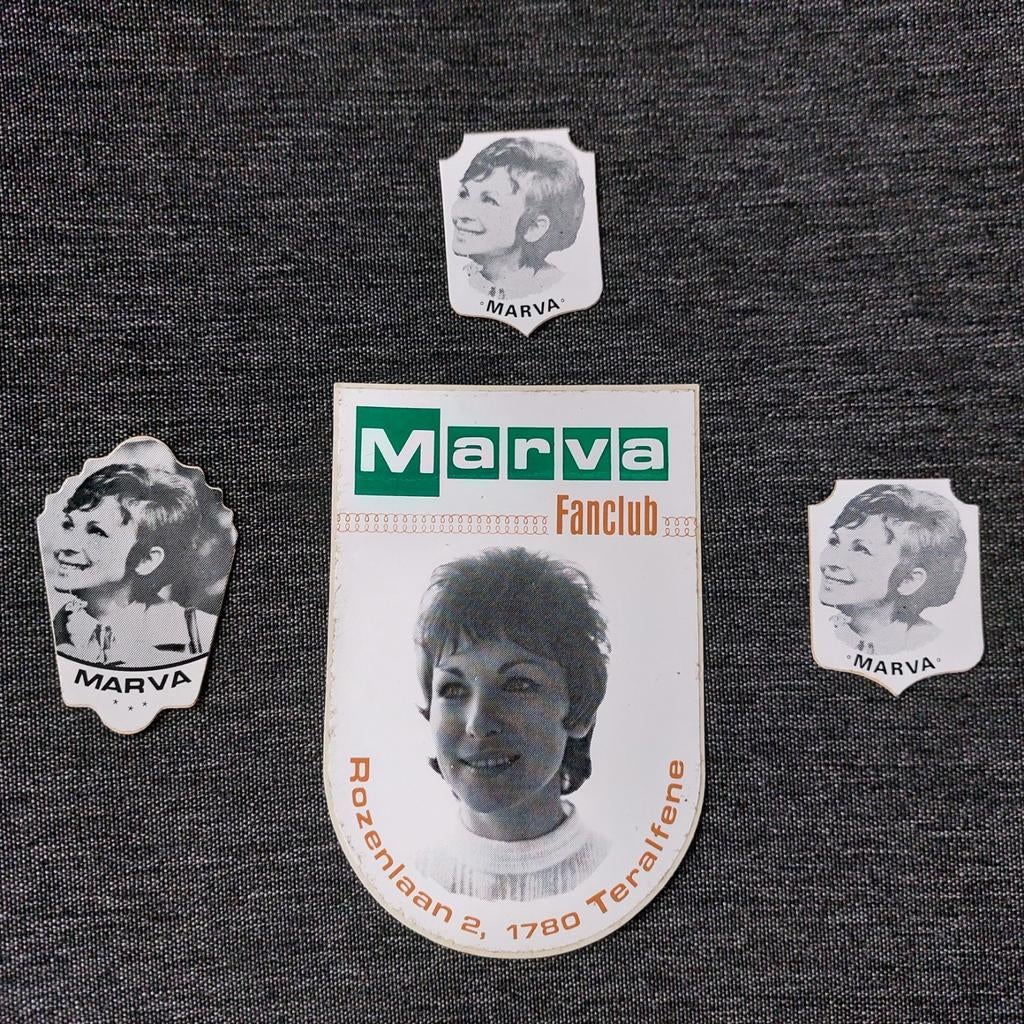 MARVA
Marva
Fanclub
MARVA
* * *
MARVA
Rozenlaan 2, 1780 Teralfene